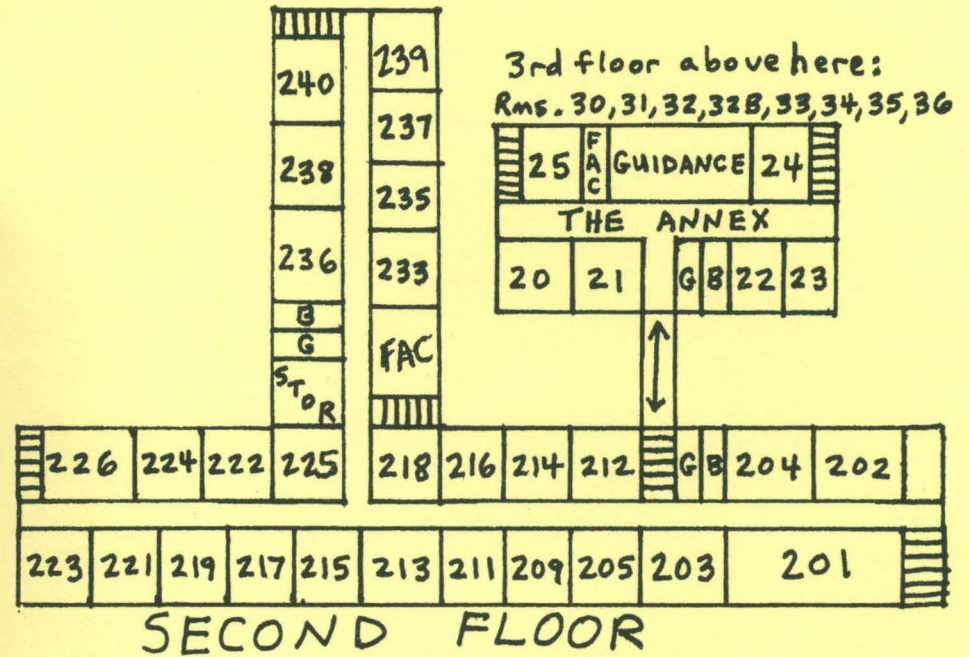 3rd floor above here:
Rms. 30, 31, 32, 32B, 33, 34, 35, 36
240
239
238
237
236
235
233
B
G
STOR
FAC
25
FAC
GUIDANCE
24
THE ANNEX
20 21 G B 22 23
226 224 222 225 218 216 214 212 G B 204 202
223 221 219 217 215 213 211 209 205 203 201
SECOND FLOOR